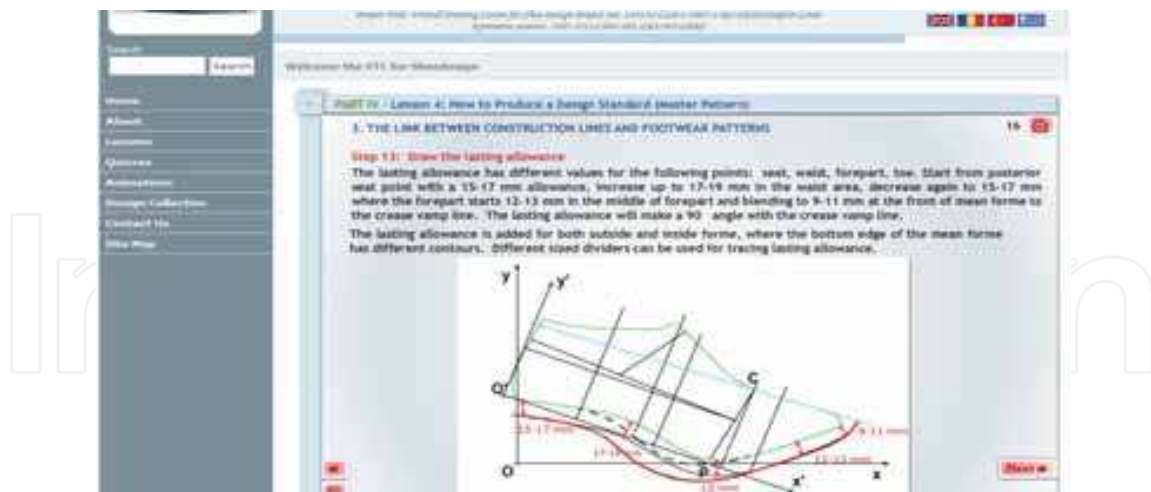 Search
Search
Welcome the VTC for Shoedesign
Home
About
Lessons
Quizzes
Animations
Design Collection
Contact Us
Site Map
PART IV - Lesson 4: How to Produce a Design Standard (Master Pattern)
3. THE LINK BETWEEN CONSTRUCTION LINES AND FOOTWEAR PATTERNS
16
Step 13: Draw the lasting allowance
The lasting allowance has different values for the following points: seat, waist, forepart, toe. Start from posterior
seat point with a 15-17 mm allowance, increase up to 17-19 mm in the waist area, decrease again to 15-17 mm
where the forepart starts 12-13 mm in the middle of forepart and blending to 9-11 mm at the front of mean forme to
the crease vamp line. The lasting allowance will make a 90 angle with the crease vamp line.
The lasting allowance is added for both outside and inside forme, where the bottom edge of the mean forme
has different contours. Different sized dividers can be used for tracing lasting allowance.
y
y'
C
O'
15-17 mm
9-11 mm
12-13 mm
P
O
x'
x
Next